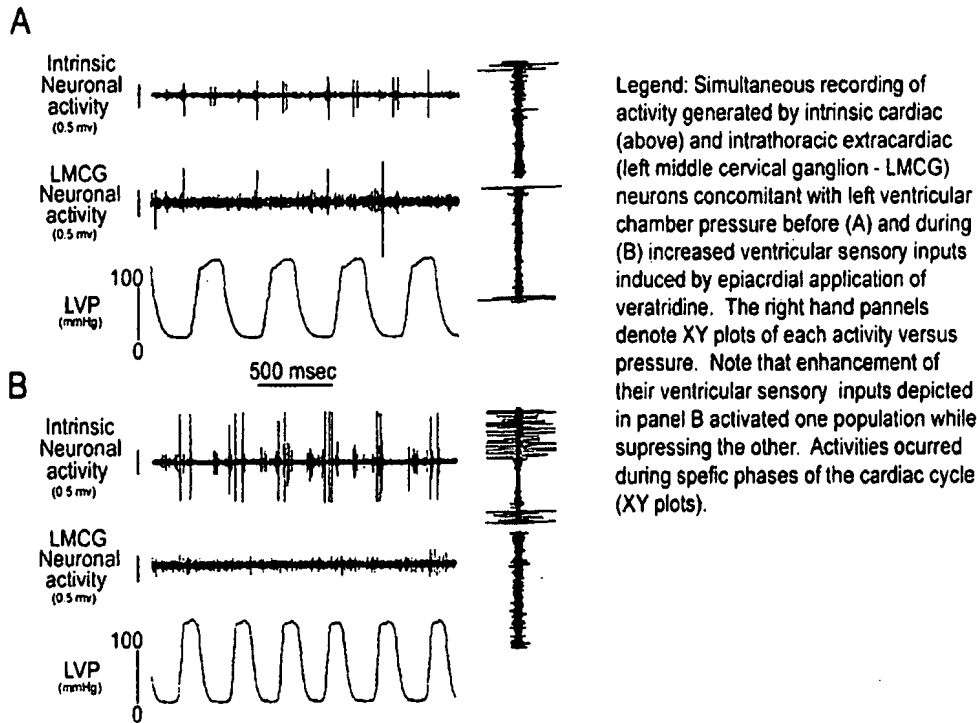 A
Intrinsic
Neuronal
activity
(0.5 mv)
LMCG
Neuronal
activity
(0.5 mv)
100
LVP
(mmHg)
0
500 msec
B
Intrinsic
Neuronal
activity
(0.5 mv)
LMCG
Neuronal
activity
(0.5 mv)
100
LVP
(mmHg)
0
Legend: Simultaneous recording of
activity generated by intrinsic cardiac
(above) and intrathoracic extracardiac
(left middle cervical ganglion - LMCG)
neurons concomitant with left ventricular
chamber pressure before (A) and during
(B) increased ventricular sensory inputs
induced by epiacrdial application of
veratridine. The right hand pannels
denote XY plots of each activity versus
pressure. Note that enhancement of
their ventricular sensory inputs depicted
in panel B activated one population while
supressing the other. Activities ocurred
during spefic phases of the cardiac cycle
(XY plots).